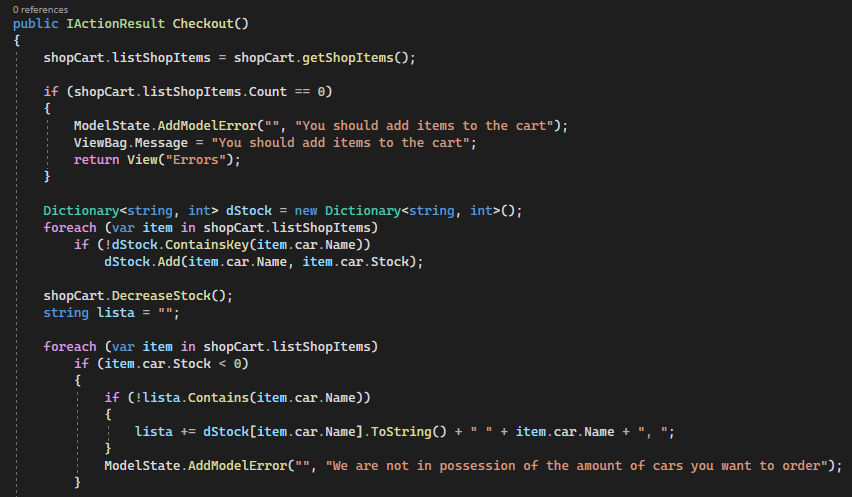 0 references
public IActionResult Checkout()
{
shopCart.listShopItems = shopCart.getShopItems();
if (shopCart.listShopItems.Count == 0)
{
ModelState.AddModelError("", "You should add items to the cart");
ViewBag.Message = "You should add items to the cart";
return View("Errors");
}
Dictionary<string, int> dStock = new Dictionary<string, int>();
foreach (var item in shopCart.listShopItems)
if (!dStock.ContainsKey(item.car.Name))
dStock.Add(item.car.Name, item.car.Stock);
shopCart.DecreaseStock();
string lista = "";
foreach (var item in shopCart.listShopItems)
if (item.car.Stock < 0)
{
if (!lista.Contains(item.car.Name))
{
lista += dStock[item.car.Name].ToString() + " " + item.car.Name + ", ";
}
ModelState.AddModelError("", "We are not in possession of the amount of cars you want to order");
}